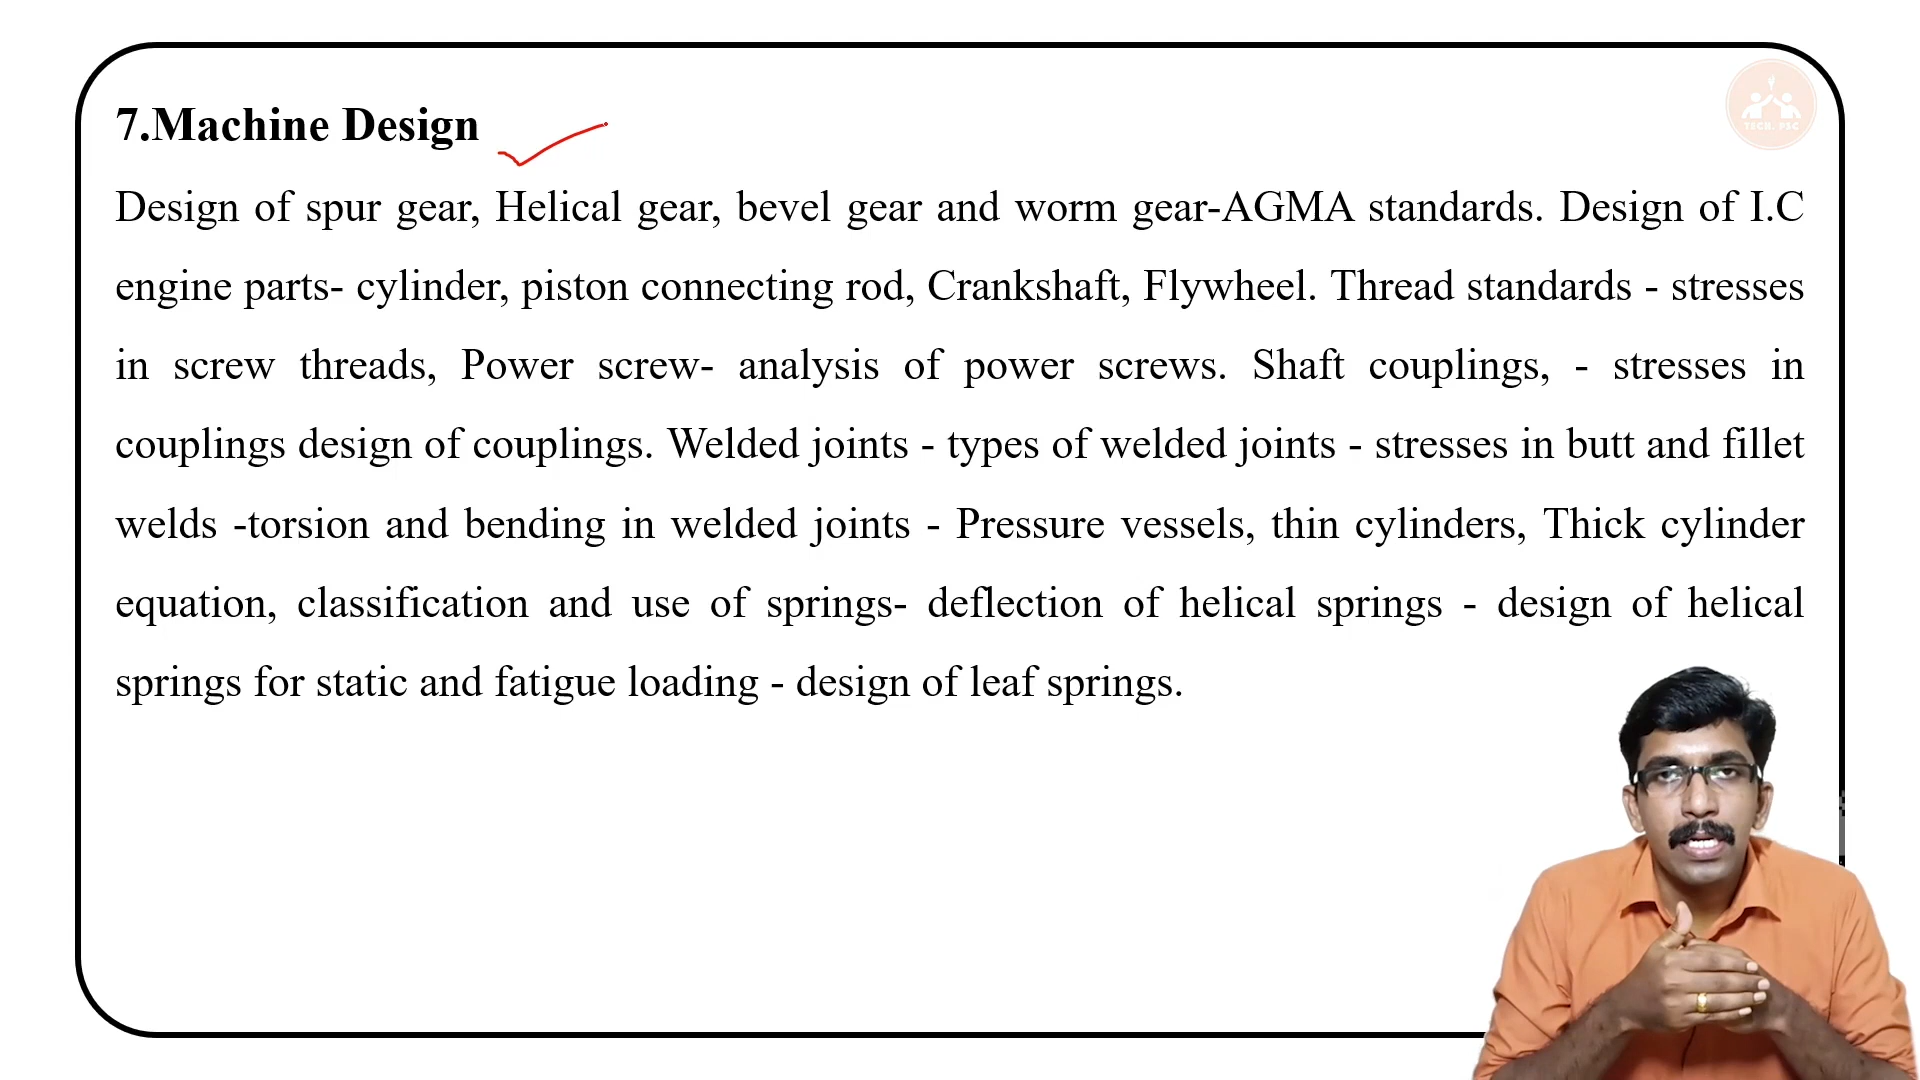 7.Machine Design
Design of spur gear, Helical gear, bevel gear and worm gear-AGMA standards. Design of I.C
engine parts- cylinder, piston connecting rod, Crankshaft, Flywheel. Thread standards - stresses
in screw threads, Power screw- analysis of power screws. Shaft couplings, - stresses in
couplings design of couplings. Welded joints - types of welded joints - stresses in butt and fillet
welds -torsion and bending in welded joints - Pressure vessels, thin cylinders, Thick cylinder
equation, classification and use of springs- deflection of helical springs - design of helical
springs for static and fatigue loading - design of leaf springs.
TECH. PSC